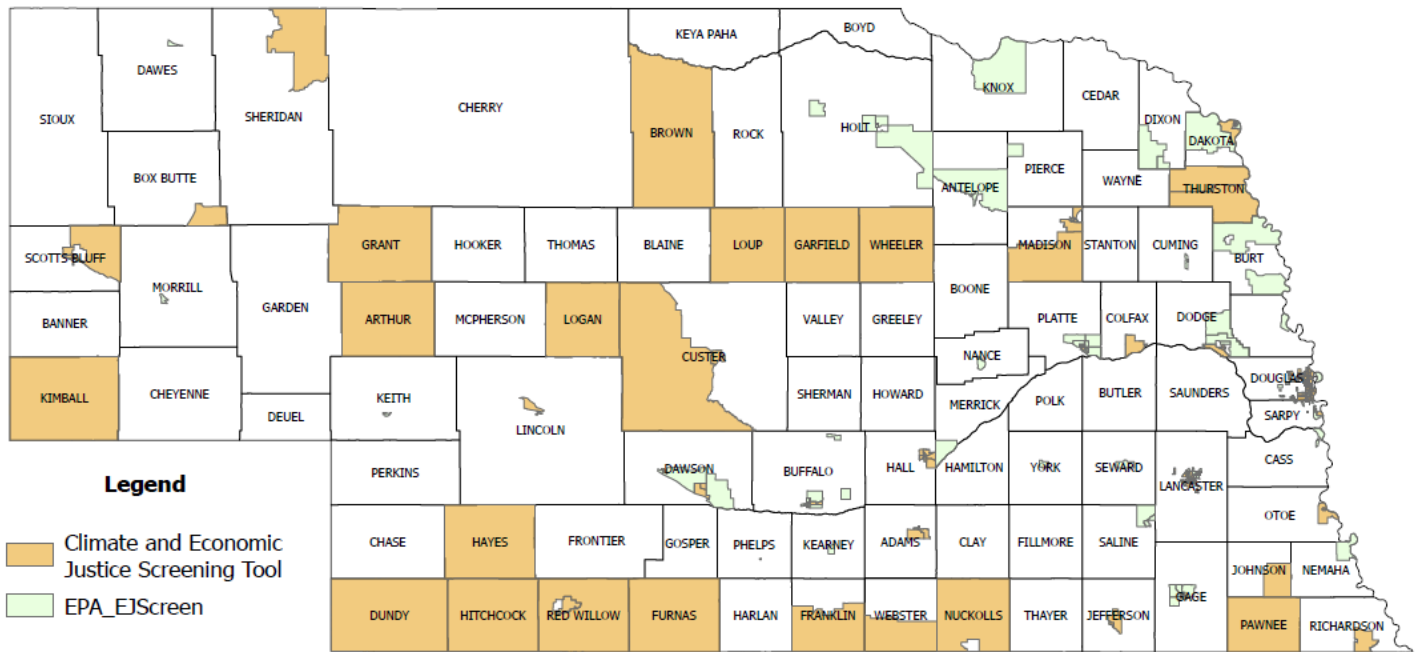 KEYA PAHA
BOYD
DAWES
KNOX
CEDAR
CHERRY
SHERIDAN
SIOUX
DIXON
HOLT
BROWN
ROCK
DAKOTA
PIERCE
BOX BUTTE
WAYNE
ANTELOPE
THURSTON
GRANT
HOOKER
THOMAS
BLAINE
LOUP
GARFIELD
WHEELER
MADISON
STANTON
CUMING
SCOTTS BLUFF
BURT
MORRILL
BOONE
GARDEN
BANNER
ARTHUR
MCPHERSON
LOGAN
VALLEY
GREELEY
PLATTE
COLFAX
DODGE
CUSTER
NANCE
DOUGLAS
KIMBALL
CHEYENNE
KEITH
SHERMAN
HOWARD
MERRICK
POLK
BUTLER
SAUNDERS
DEUEL
SARPY
LINCOLN
CASS
PERKINS
DAWSON
BUFFALO
HALL
HAMILTON
YORK
SEWARD
LANCASTER
OTOE
CHASE
HAYES
FRONTIER
GOSPER
PHELPS
KEARNEY
ADAMS
CLAY
FILLMORE
SALINE
JOHNSON
NEMAHA
GAGE
DUNDY
HITCHCOCK
RED WILLOW
FURNAS
HARLAN
FRANKLIN
WEBSTER
NUCKOLLS
THAYER
JEFFERSON
PAWNEE
RICHARDSON
Legend
Climate and Economic
Justice Screening Tool
EPA_EJScreen